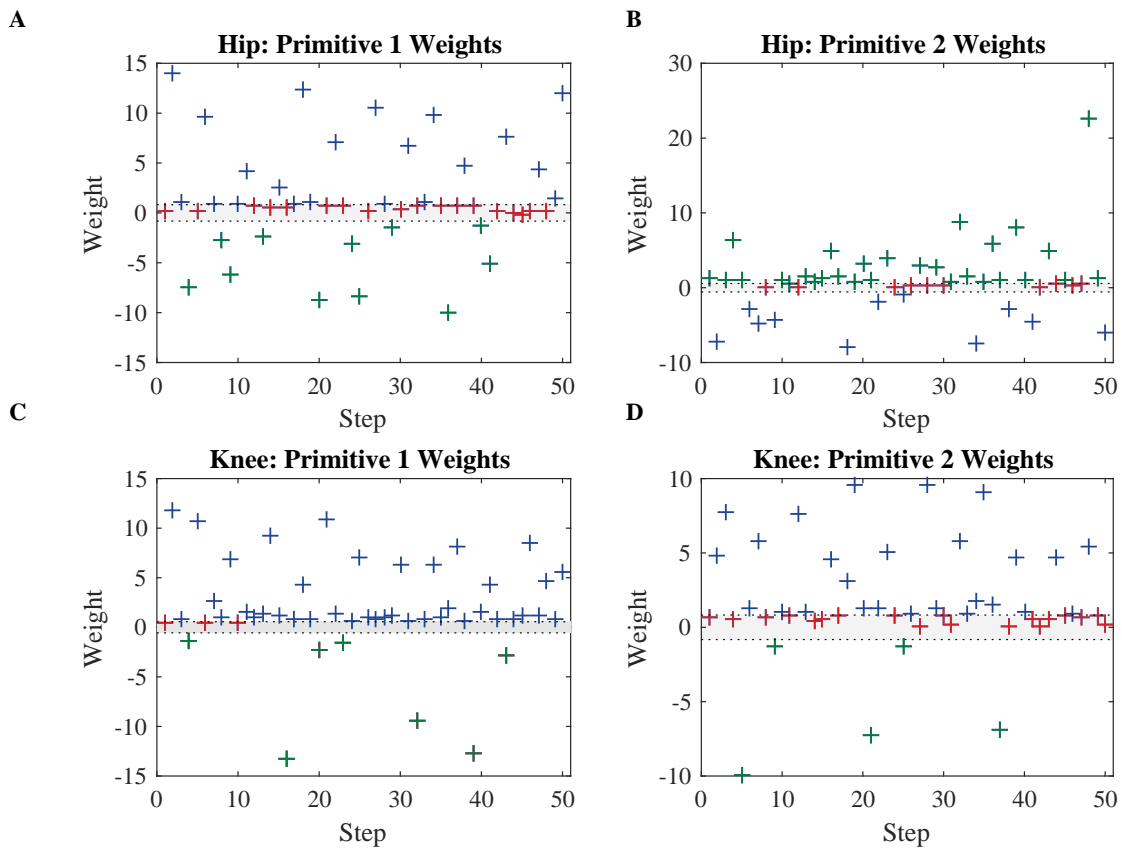 A
Hip: Primitive 1 Weights
15
10
5
0
-5
-10
-15
Weight
0 10 20 30 40 50
Step
B
Hip: Primitive 2 Weights
30
20
10
0
-10
Weight
0 10 20 30 40 50
Step
C
Knee: Primitive 1 Weights
15
10
5
0
-5
-10
-15
Weight
0 10 20 30 40 50
Step
D
Knee: Primitive 2 Weights
10
5
0
-5
-10
Weight
0 10 20 30 40 50
Step